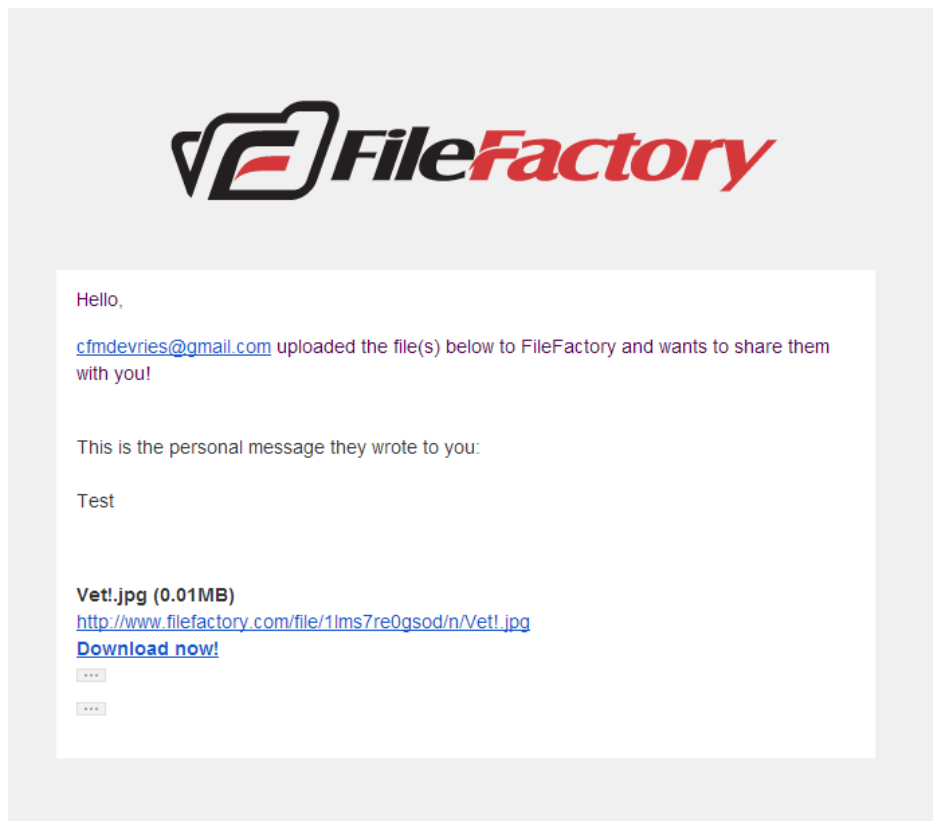 FileFactory
Hello,
cfmdevries@gmail.com uploaded the file(s) below to FileFactory and wants to share them
with you!
This is the personal message they wrote to you:
Test
Vet!.jpg (0.01MB)
http://www.filefactory.com/file/1lms7re0gsod/n/Vet!.jpg
Download now!